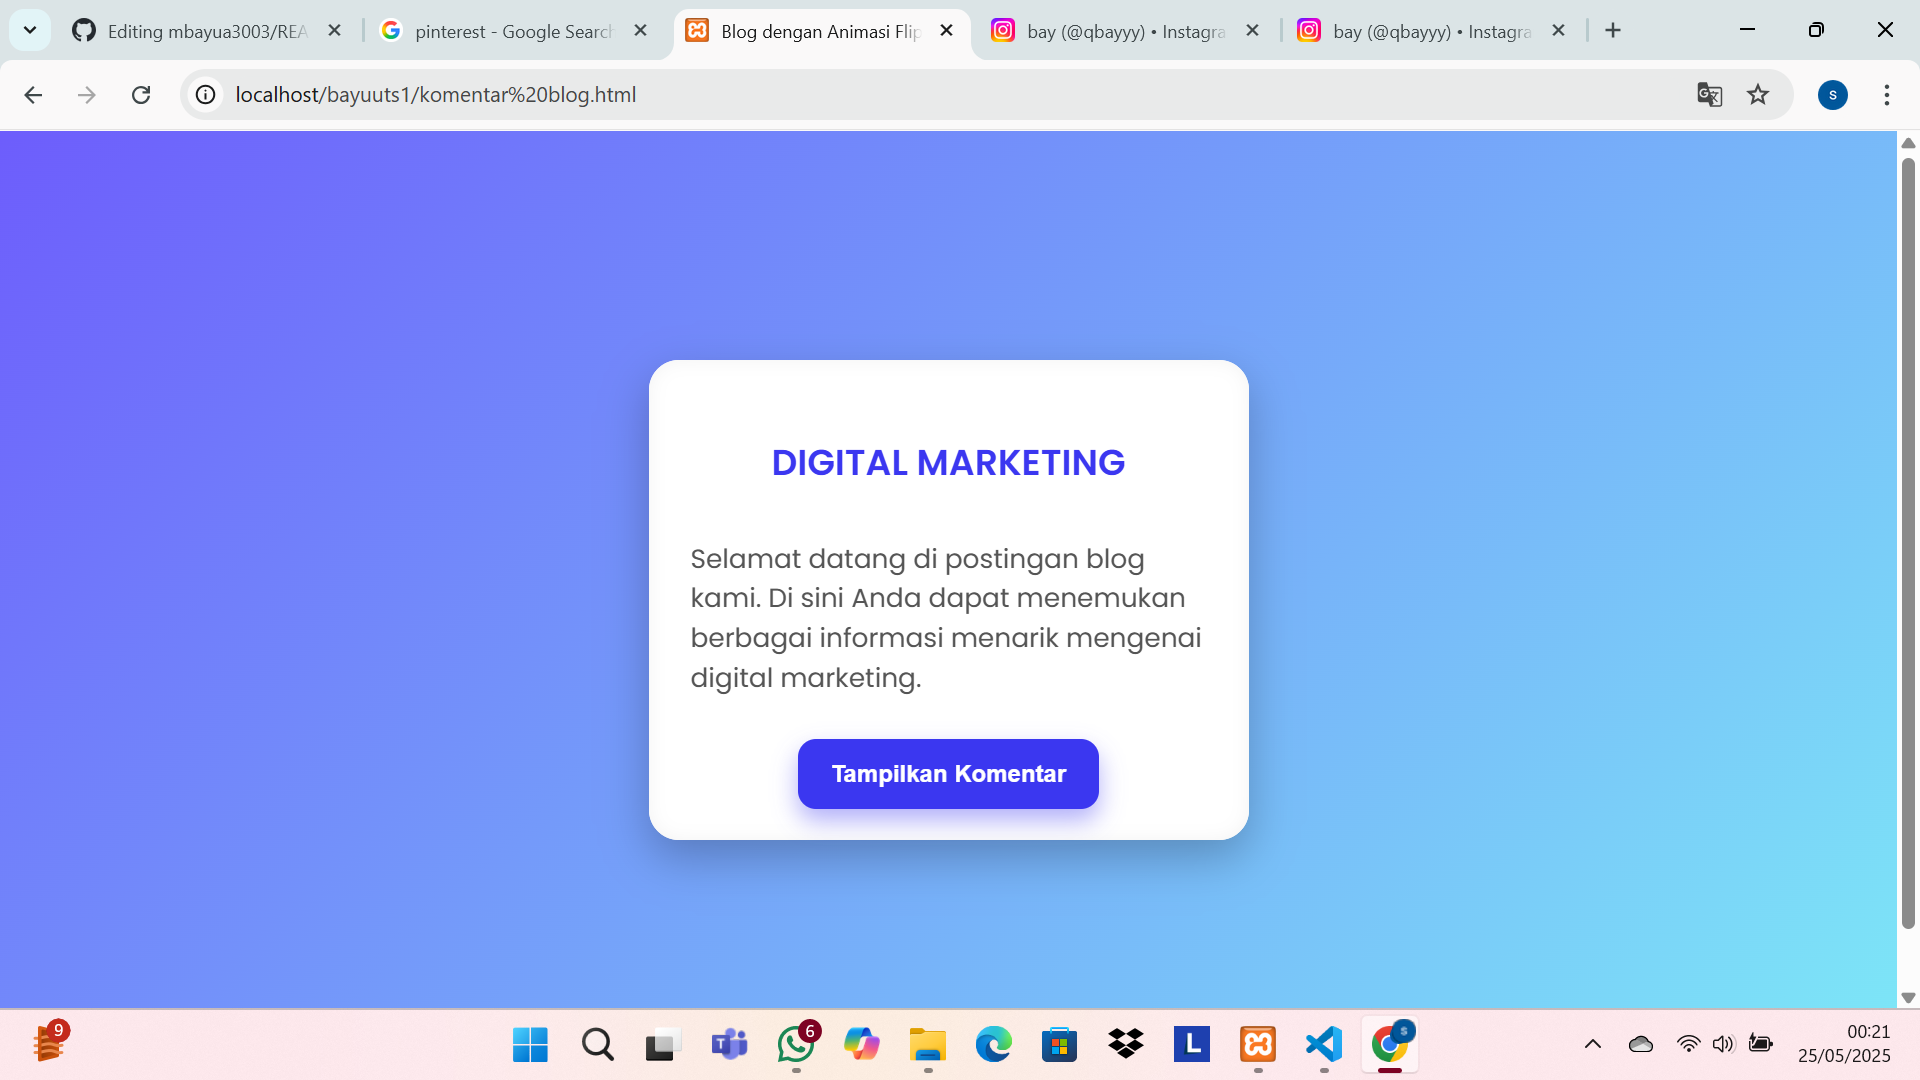 Editing mbayua3003/REA
pinterest - Google Search
Blog dengan Animasi Flip
bay (@qbayyy) • Instagra
bay (@qbayyy) • Instagra
localhost/bayuuts1/komentar%20blog.html
s
DIGITAL MARKETING
Selamat datang di postingan blog
kami. Di sini Anda dapat menemukan
berbagai informasi menarik mengenai
digital marketing.
Tampilkan Komentar
9
6
L
s
00:21
25/05/2025